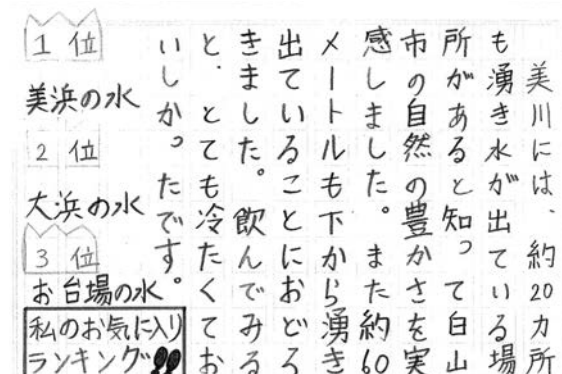 美川には、約20カ所
も湧き水が出ている場
所があると知って白山
市の自然の豊かさを実
感しました。また約60
メートルも下から湧き
出ていることにおどろ
きました。飲んでみる
と、とても冷たくてお
いしかったです。
1位
美浜の水
2位
大浜の水
3位
お台場の水
私のお気に入り
ランキング!!